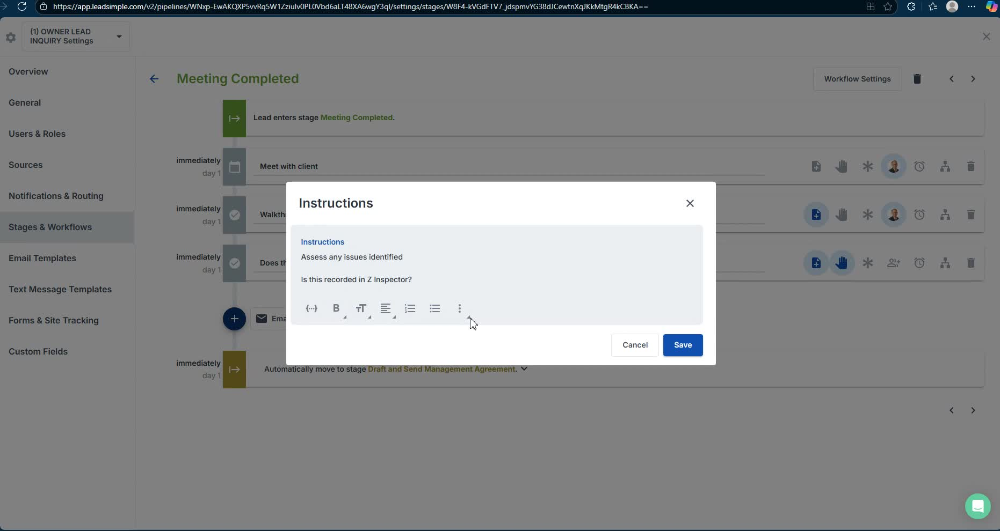 https://app.leadsimple.com/v2/pipelines/WNxp-EwAKQXP5vvRq5W1Zziulv0PL0Vbd6aLT48XA6wgY3ql/settings/stages/W8F4-kVGdFTV7_jdspmvYG38dJCewtnXqJKkMtgR4kCBKA==
(1) OWNER LEAD
INQUIRY Settings
Overview
General
Users & Roles
Sources
Notifications & Routing
Stages & Workflows
Email Templates
Text Message Templates
Forms & Site Tracking
Custom Fields
Meeting Completed
Workflow Settings
Lead enters stage Meeting Completed.
immediately
day 1
Meet with client
immediately
day 1
Walkthr
immediately
day 1
Does th
Ema
immediately
day 1
Automatically move to stage Draft and Send Management Agreement.
Instructions
Instructions
Assess any issues identified
Is this recorded in Z Inspector?
Cancel
Save